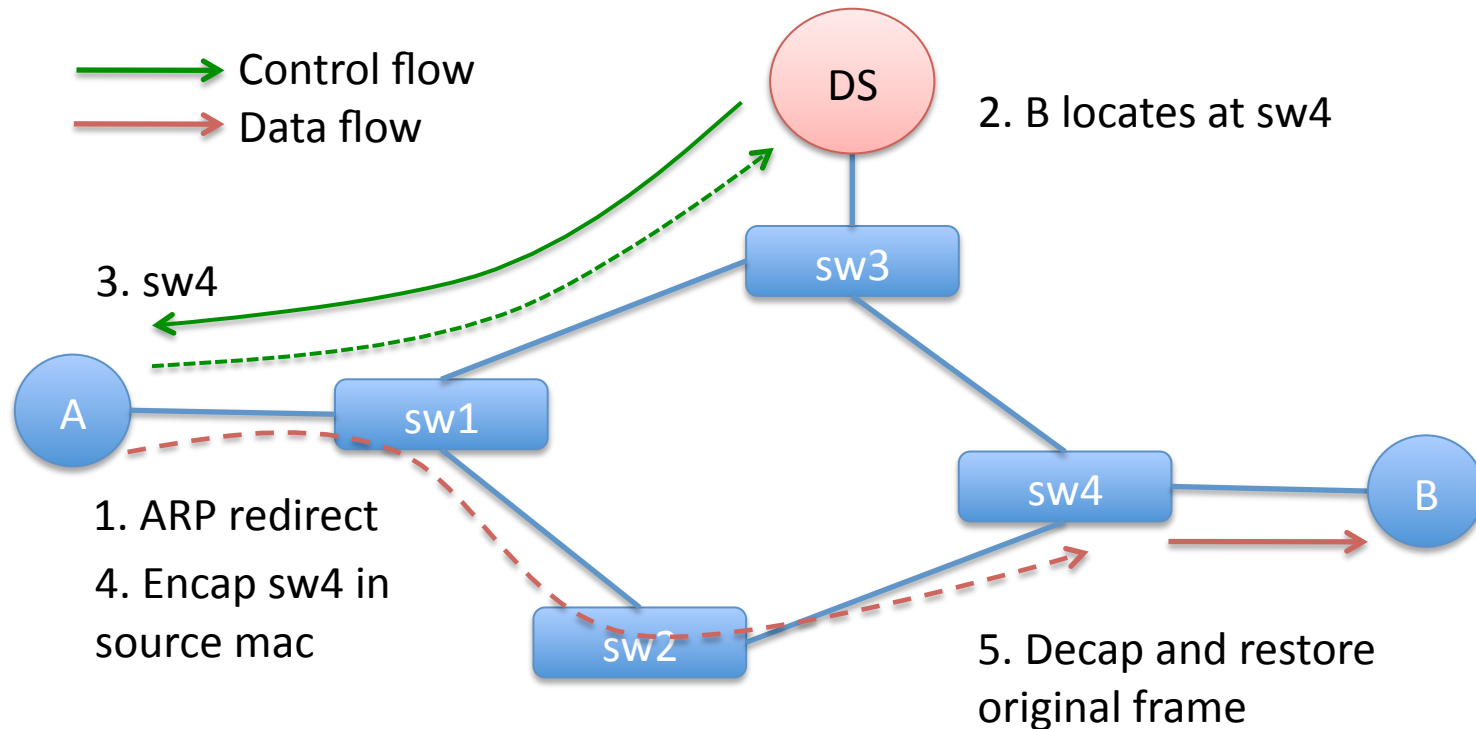 Control flow
Data flow
DS
2. B locates at sw4
sw3
3. sw4
A
sw1
sw4
B
1. ARP redirect
4. Encap sw4 in
source mac
sw2
5. Decap and restore
original frame